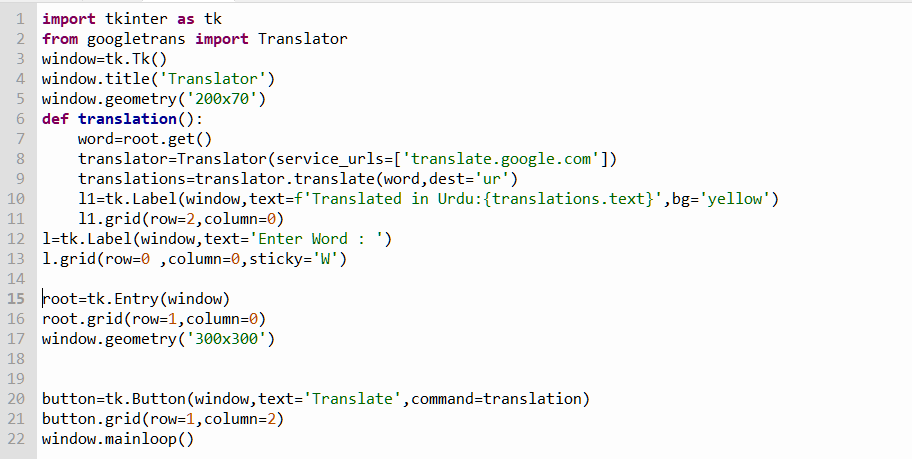 1 import tkinter as tk
2 from googletrans import Translator
3 window=tk.Tk()
4 window.title('Translator')
5 window.geometry('200x70')
6 def translation():
7     word=root.get()
8     translator=Translator(service_urls=['translate.google.com'])
9     translations=translator.translate(word,dest='ur')
10     l1=tk.Label(window,text=f'Translated in Urdu:{translations.text}',bg='yellow')
11     l1.grid(row=2,column=0)
12 l=tk.Label(window,text='Enter Word : ')
13 l.grid(row=0 ,column=0,sticky='W')
14
15 root=tk.Entry(window)
16 root.grid(row=1,column=0)
17 window.geometry('300x300')
18
19
20 button=tk.Button(window,text='Translate',command=translation)
21 button.grid(row=1,column=2)
22 window.mainloop()